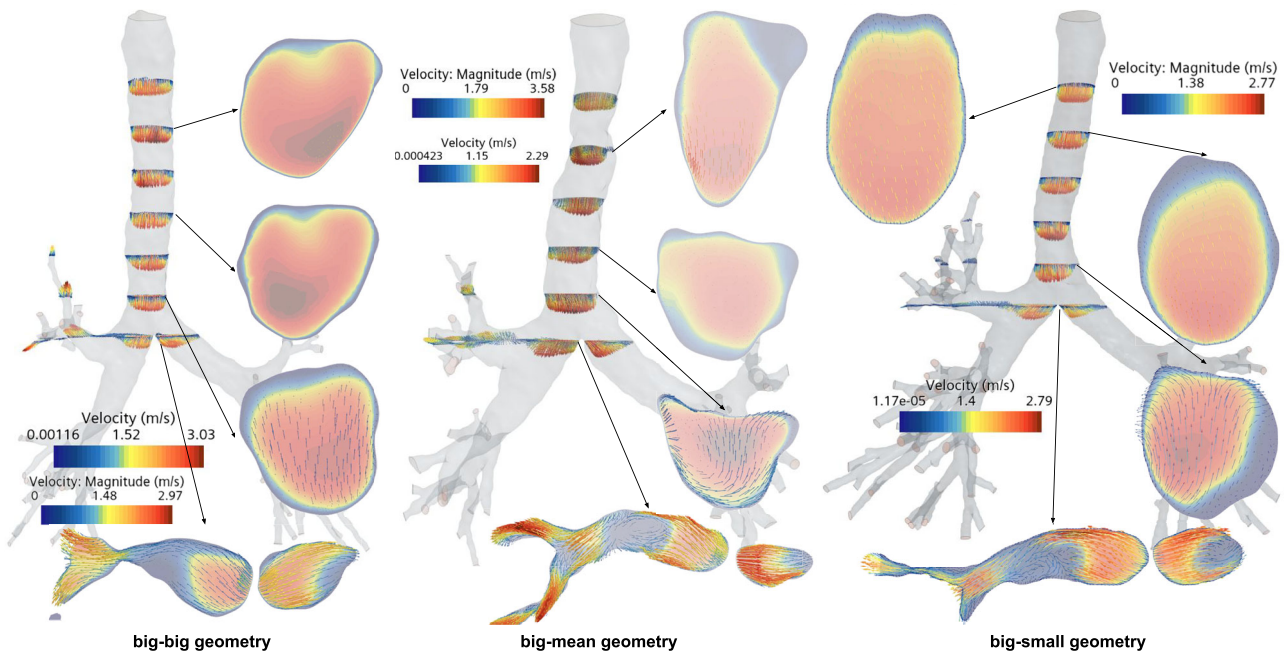 Velocity: Magnitude (m/s)
0 1.79 3.58
Velocity (m/s)
0.000423 1.15 2.29
Velocity: Magnitude (m/s)
0 1.38 2.77
Velocity (m/s)
0.00116 1.52 3.03
Velocity: Magnitude (m/s)
0 1.48 2.97
Velocity (m/s)
1.17e-05 1.4 2.79
big-big geometry
big-mean geometry
big-small geometry